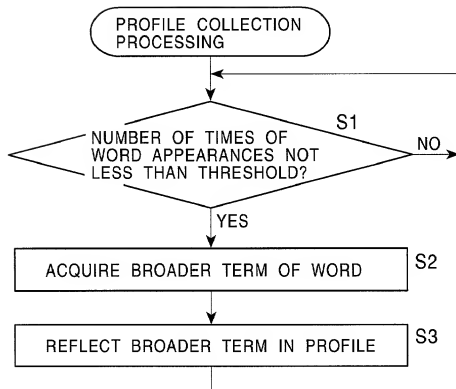 PROFILE COLLECTION
PROCESSING
S1
NUMBER OF TIMES OF
WORD APPEARANCES NOT
LESS THAN THRESHOLD?
NO
YES
ACQUIRE BROADER TERM OF WORD
S2
REFLECT BROADER TERM IN PROFILE
S3